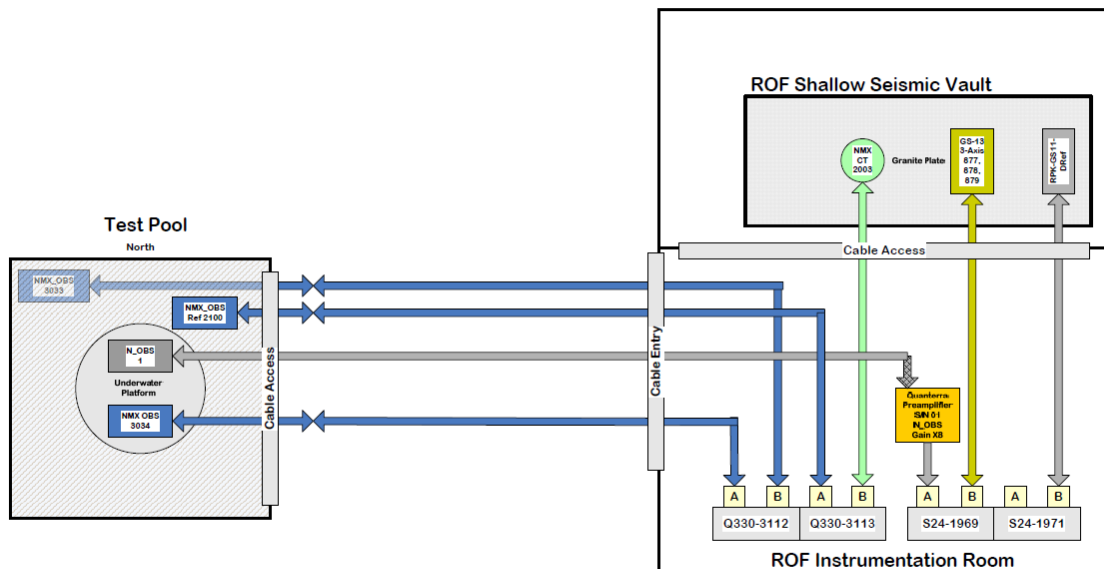 ROF Shallow Seismic Vault
NMX
CT
2003
Granite Plate
GS-13
3-Axis
877,
878,
879
RPK-GS11-
DRef
Cable Access
Test Pool
North
NMX_OBS
3033
NMX_OBS
Ref 2100
N_OBS
1
Underwater
Platform
NMX OBS
3034
Cable Access
Cable Entry
Quanterra
Preamplifier
S/N 01
N_OBS
Gain X8
A
B
A
B
A
B
A
B
Q330-3112
Q330-3113
S24-1969
S24-1971
ROF Instrumentation Room